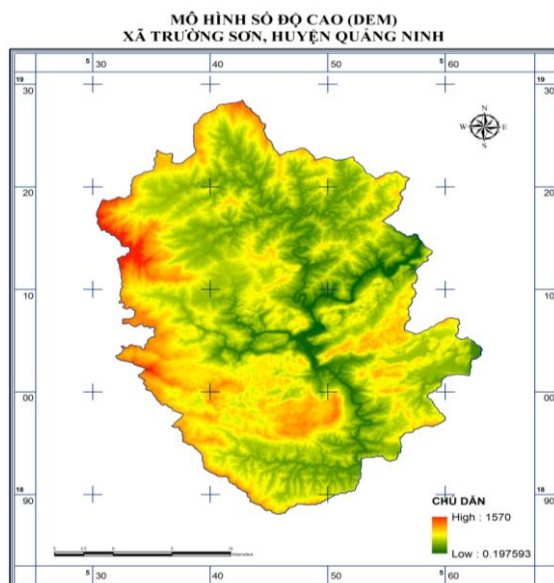 MÔ HÌNH SỐ ĐỘ CAO (DEM)
XÃ TRƯỜNG SƠN, HUYỆN QUẢNG NINH
5 30 40 50 5 60
19 30 19 30
20 20
10 10
00 00
18 90 18 90
N
W E
S
CHÚ DẪN
High : 1570
Low : 0.197593
5 30 40 50 5 60